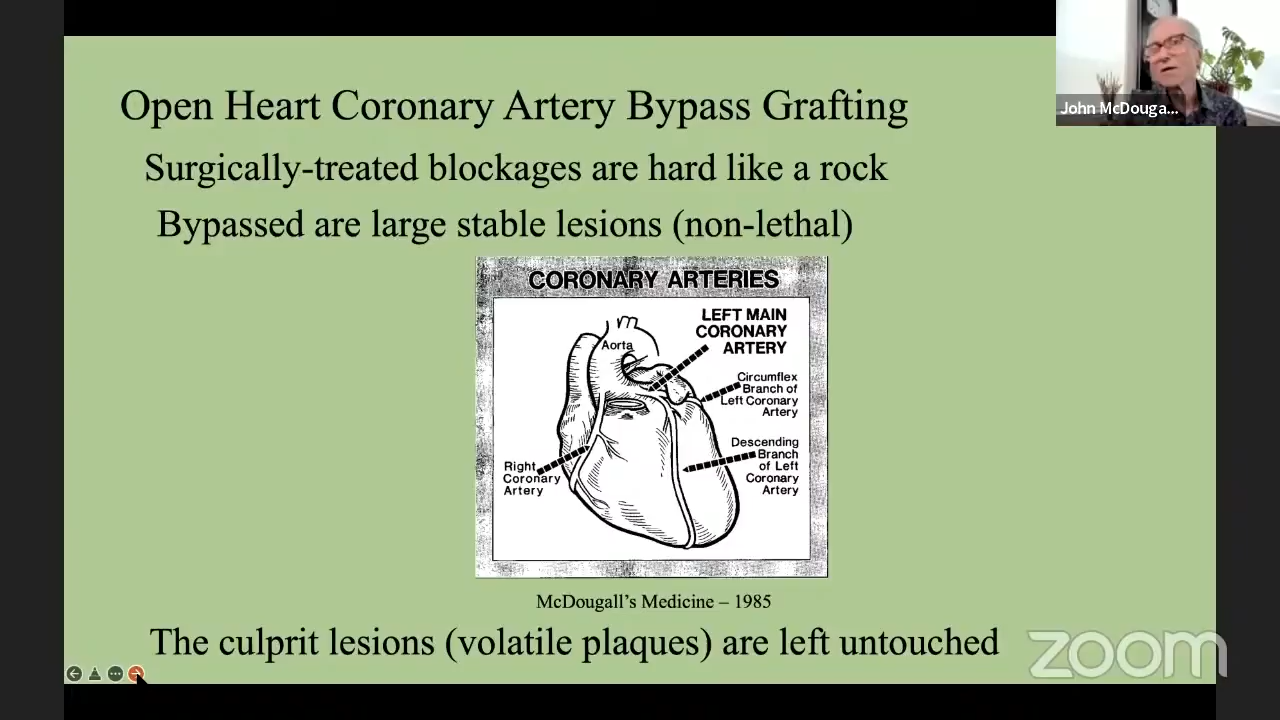 John McDouga...
Open Heart Coronary Artery Bypass Grafting
Surgically-treated blockages are hard like a rock
Bypassed are large stable lesions (non-lethal)
CORONARY ARTERIES
LEFT MAIN
CORONARY
ARTERY
Aorta
Circumflex
Branch of
Left Coronary
Artery
Descending
Branch
of Left
Coronary
Artery
Right
Coronary
Artery
McDougall's Medicine – 1985
The culprit lesions (volatile plaques) are left untouched
zoom